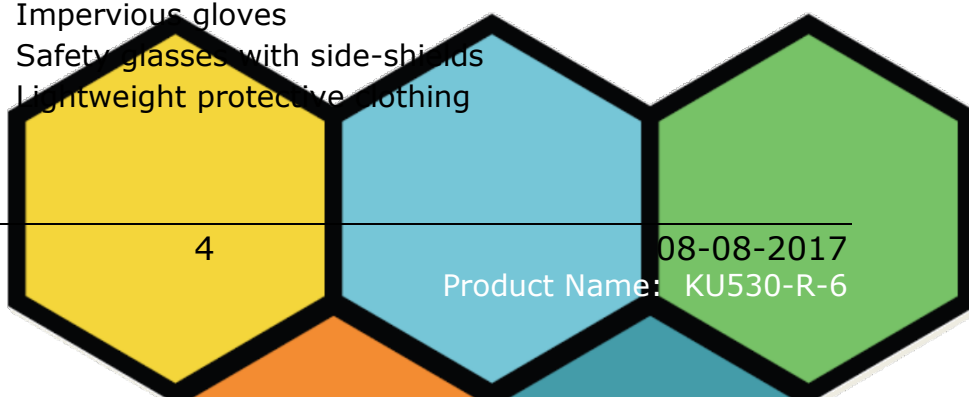 Impervious gloves
Safety glasses with side-shields
Lightweight protective clothing
4 08-08-2017
Product Name: KU530-R-6